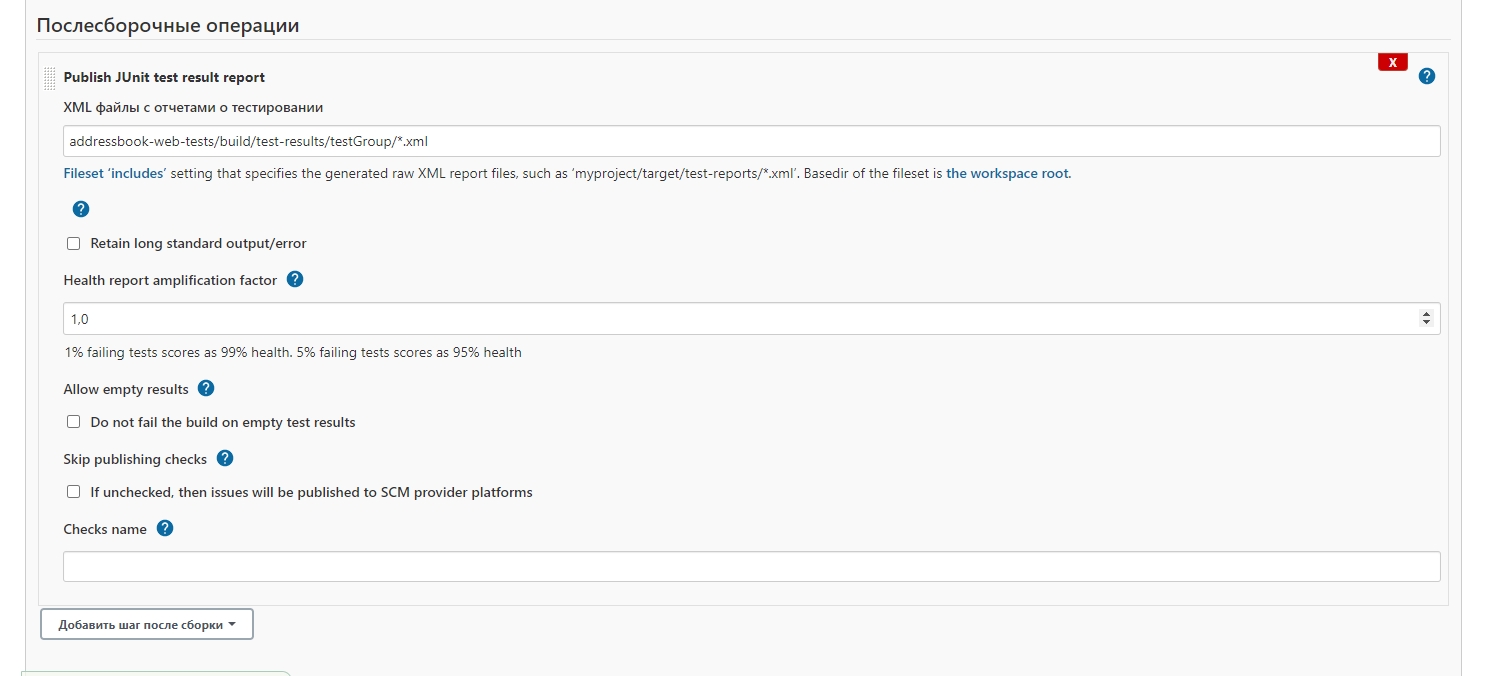 Послесборочные операции
Publish JUnit test result report
X
?
XML файлы с отчетами о тестировании
addressbook-web-tests/build/test-results/testGroup/*.xml
Fileset ‘includes’ setting that specifies the generated raw XML report files, such as ‘myproject/target/test-reports/*.xml’. Basedir of the fileset is the workspace root.
?
Retain long standard output/error
Health report amplification factor ?
1,0
1% failing tests scores as 99% health. 5% failing tests scores as 95% health
Allow empty results ?
Do not fail the build on empty test results
Skip publishing checks ?
If unchecked, then issues will be published to SCM provider platforms
Checks name ?
Добавить шаг после сборки